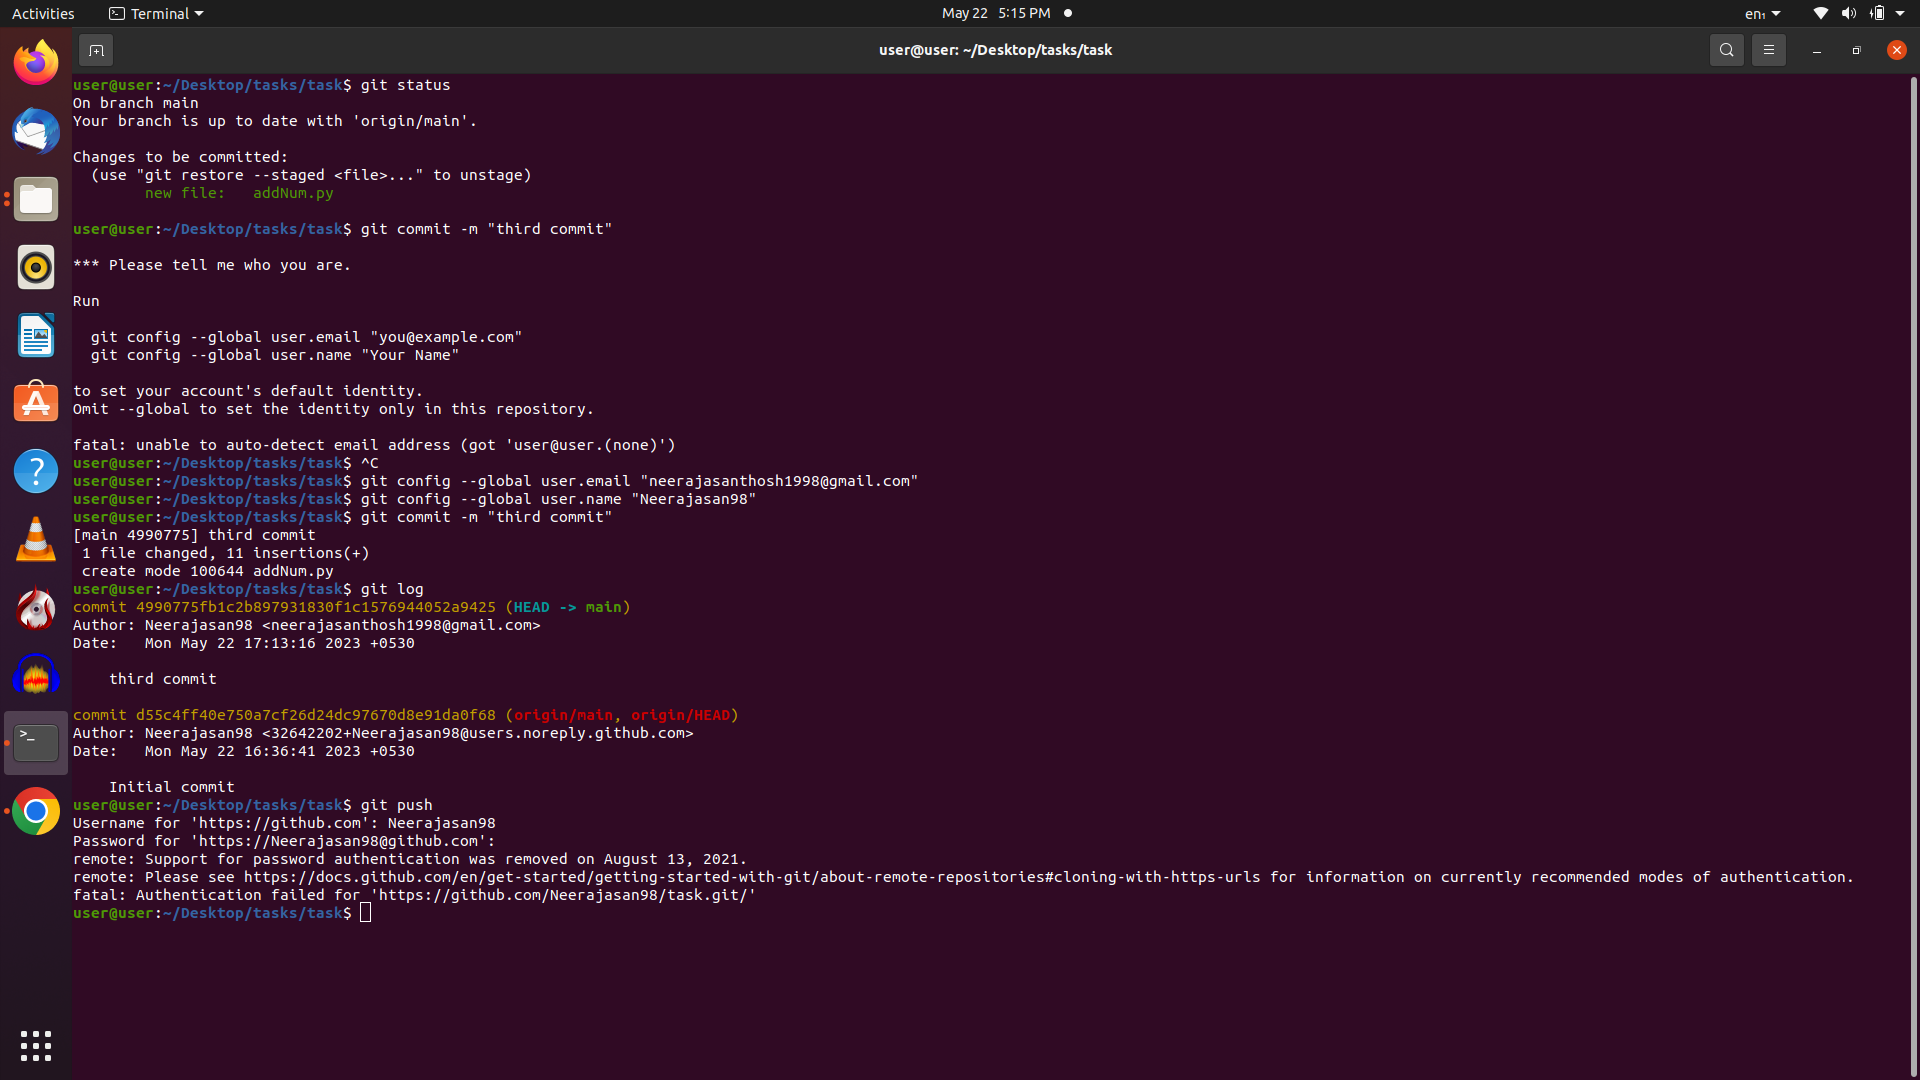 Activities
Terminal
May 22 5:15 PM
en₁
user@user: ~/Desktop/tasks/task
user@user:~/Desktop/tasks/task$ git status
On branch main
Your branch is up to date with 'origin/main'.
Changes to be committed:
(use "git restore --staged <file>..." to unstage)
new file: addNum.py
user@user:~/Desktop/tasks/task$ git commit -m "third commit"
*** Please tell me who you are.
Run
git config --global user.email "you@example.com"
git config --global user.name "Your Name"
to set your account's default identity.
Omit --global to set the identity only in this repository.
fatal: unable to auto-detect email address (got 'user@user.(none)')
user@user:~/Desktop/tasks/task$ ^C
user@user:~/Desktop/tasks/task$ git config --global user.email "neerajasanthosh1998@gmail.com"
user@user:~/Desktop/tasks/task$ git config --global user.name "Neerajasan98"
user@user:~/Desktop/tasks/task$ git commit -m "third commit"
[main 4990775] third commit
1 file changed, 11 insertions(+)
create mode 100644 addNum.py
user@user:~/Desktop/tasks/task$ git log
commit 4990775fb1c2b897931830f1c1576944052a9425 (HEAD -> main)
Author: Neerajasan98 <neerajasanthosh1998@gmail.com>
Date: Mon May 22 17:13:16 2023 +0530
third commit
commit d55c4ff40e750a7cf26d24dc97670d8e91da0f68 (origin/main, origin/HEAD)
Author: Neerajasan98 <32642202+Neerajasan98@users.noreply.github.com>
Date: Mon May 22 16:36:41 2023 +0530
Initial commit
user@user:~/Desktop/tasks/task$ git push
Username for 'https://github.com': Neerajasan98
Password for 'https://Neerajasan98@github.com':
remote: Support for password authentication was removed on August 13, 2021.
remote: Please see https://docs.github.com/en/get-started/getting-started-with-git/about-remote-repositories#cloning-with-https-urls for information on currently recommended modes of authentication.
fatal: Authentication failed for 'https://github.com/Neerajasan98/task.git/'
user@user:~/Desktop/tasks/task$